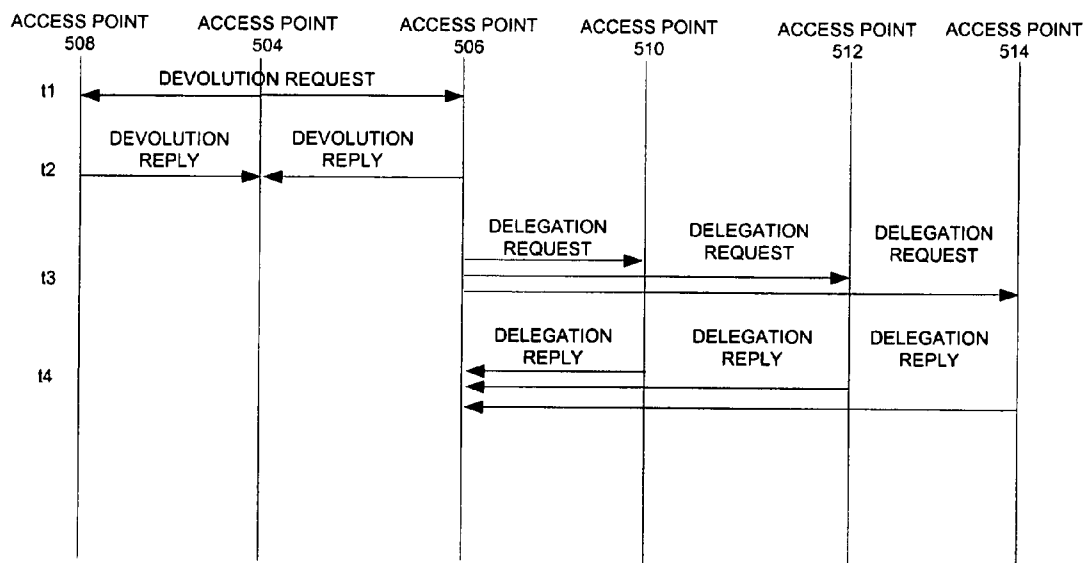 ACCESS POINT ACCESS POINT ACCESS POINT ACCESS POINT ACCESS POINT ACCESS POINT
508 504 506 510 512 514
DEVOLUTION REQUEST
t1
DEVOLUTION DEVOLUTION
REPLY REPLY
t2
DELEGATION DELEGATION DELEGATION
REQUEST REQUEST REQUEST
t3
DELEGATION DELEGATION DELEGATION
REPLY REPLY REPLY
t4